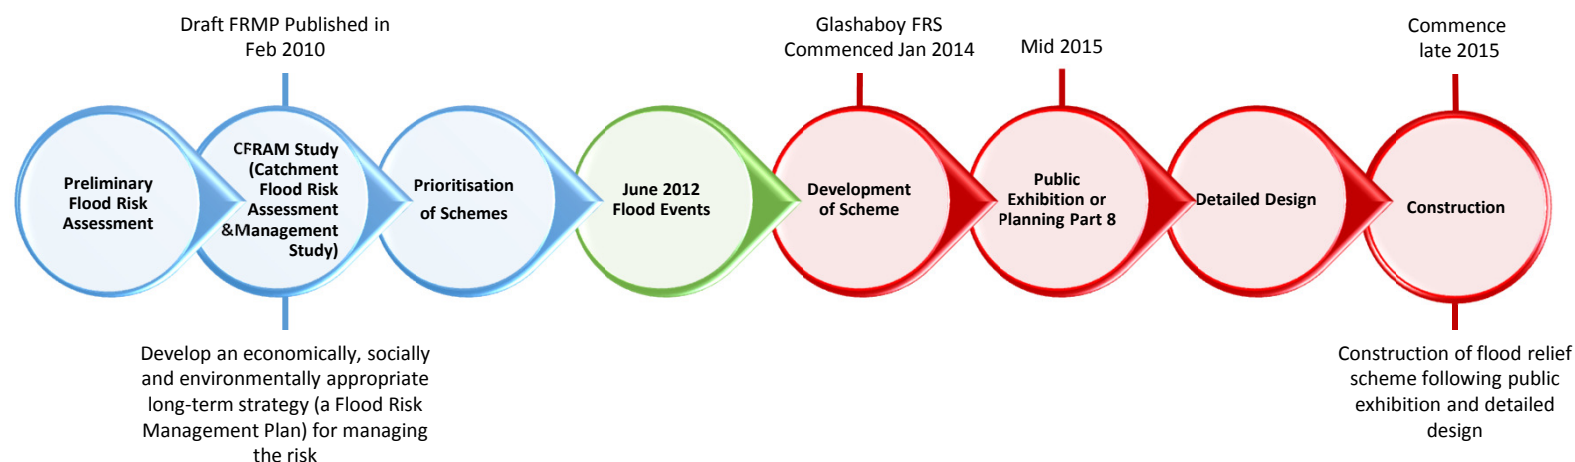 Draft FRMP Published in
Feb 2010
Glashaboy FRS
Commenced Jan 2014
Mid 2015
Commence
late 2015
Preliminary
Flood Risk
Assessment
CFRAM Study
(Catchment
Flood Risk
Assessment
&Management
Study)
Prioritisation
of Schemes
June 2012
Flood Events
Development
of Scheme
Public
Exhibition or
Planning Part 8
Detailed Design
Construction
Develop an economically, socially
and environmentally appropriate
long-term strategy (a Flood Risk
Management Plan) for managing
the risk
Construction of flood relief
scheme following public
exhibition and detailed
design